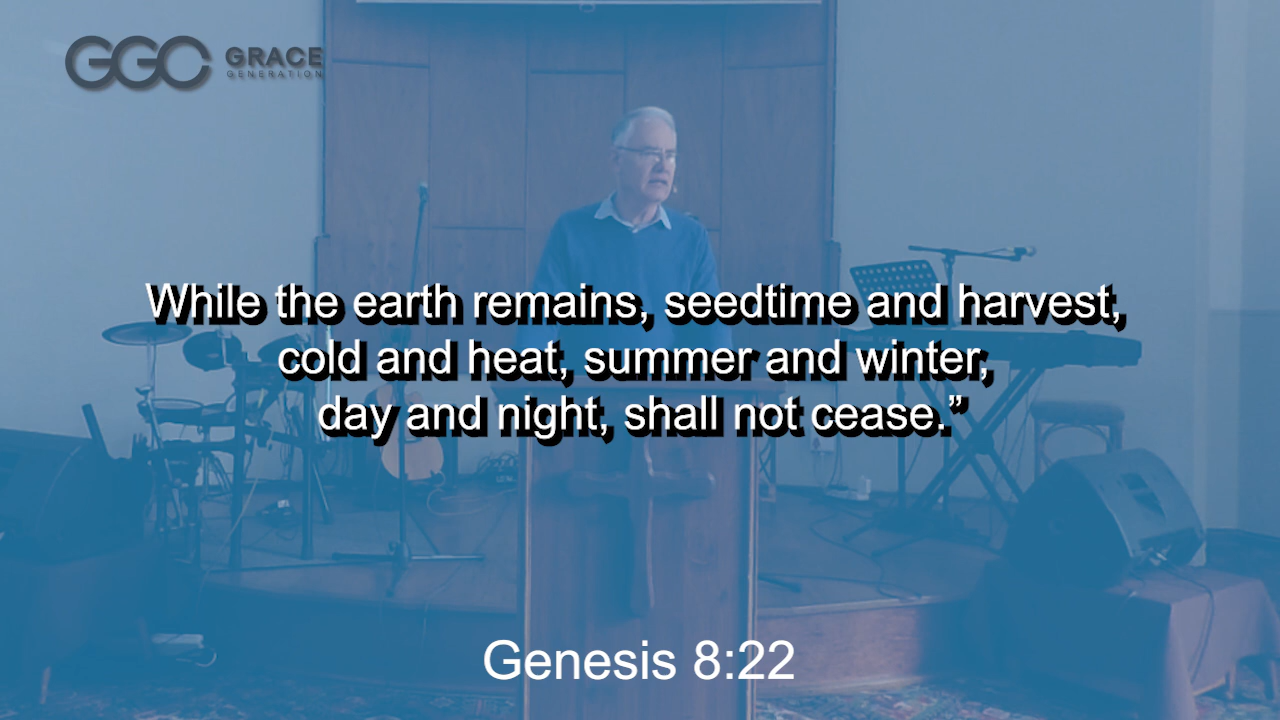 GGC GRACE
GENERATION
While the earth remains, seedtime and harvest,
cold and heat, summer and winter,
day and night, shall not cease.”
Genesis 8:22